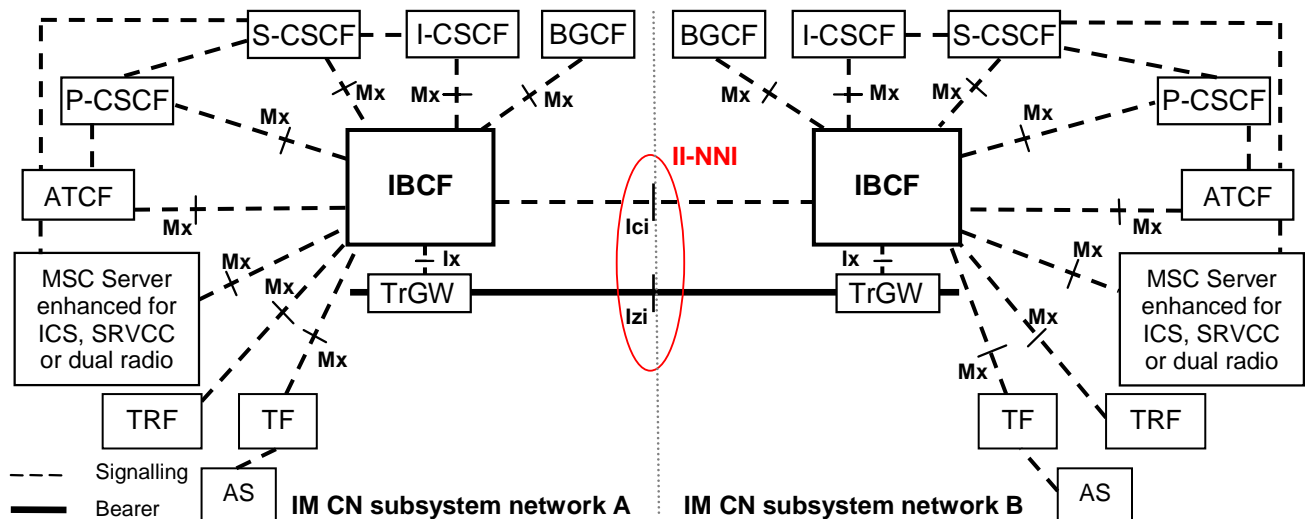 S-CSCF
I-CSCF
BGCF
BGCF
I-CSCF
S-CSCF
P-CSCF
Mx
Mx
Mx
Mx
Mx
Mx
P-CSCF
Mx
Mx
II-NNI
IBCF
IBCF
ATCF
ATCF
Mx
Mx
Ici
Mx
Ix
Ix
Mx
MSC Server
enhanced for
ICS, SRVCC
or dual radio
MSC Server
enhanced for
ICS, SRVCC
or dual radio
TrGW
TrGW
Mx
Izi
Mx
Mx
Mx
TRF
TF
TF
TRF
Signalling
AS
AS
Bearer
IM CN subsystem network A
IM CN subsystem network B